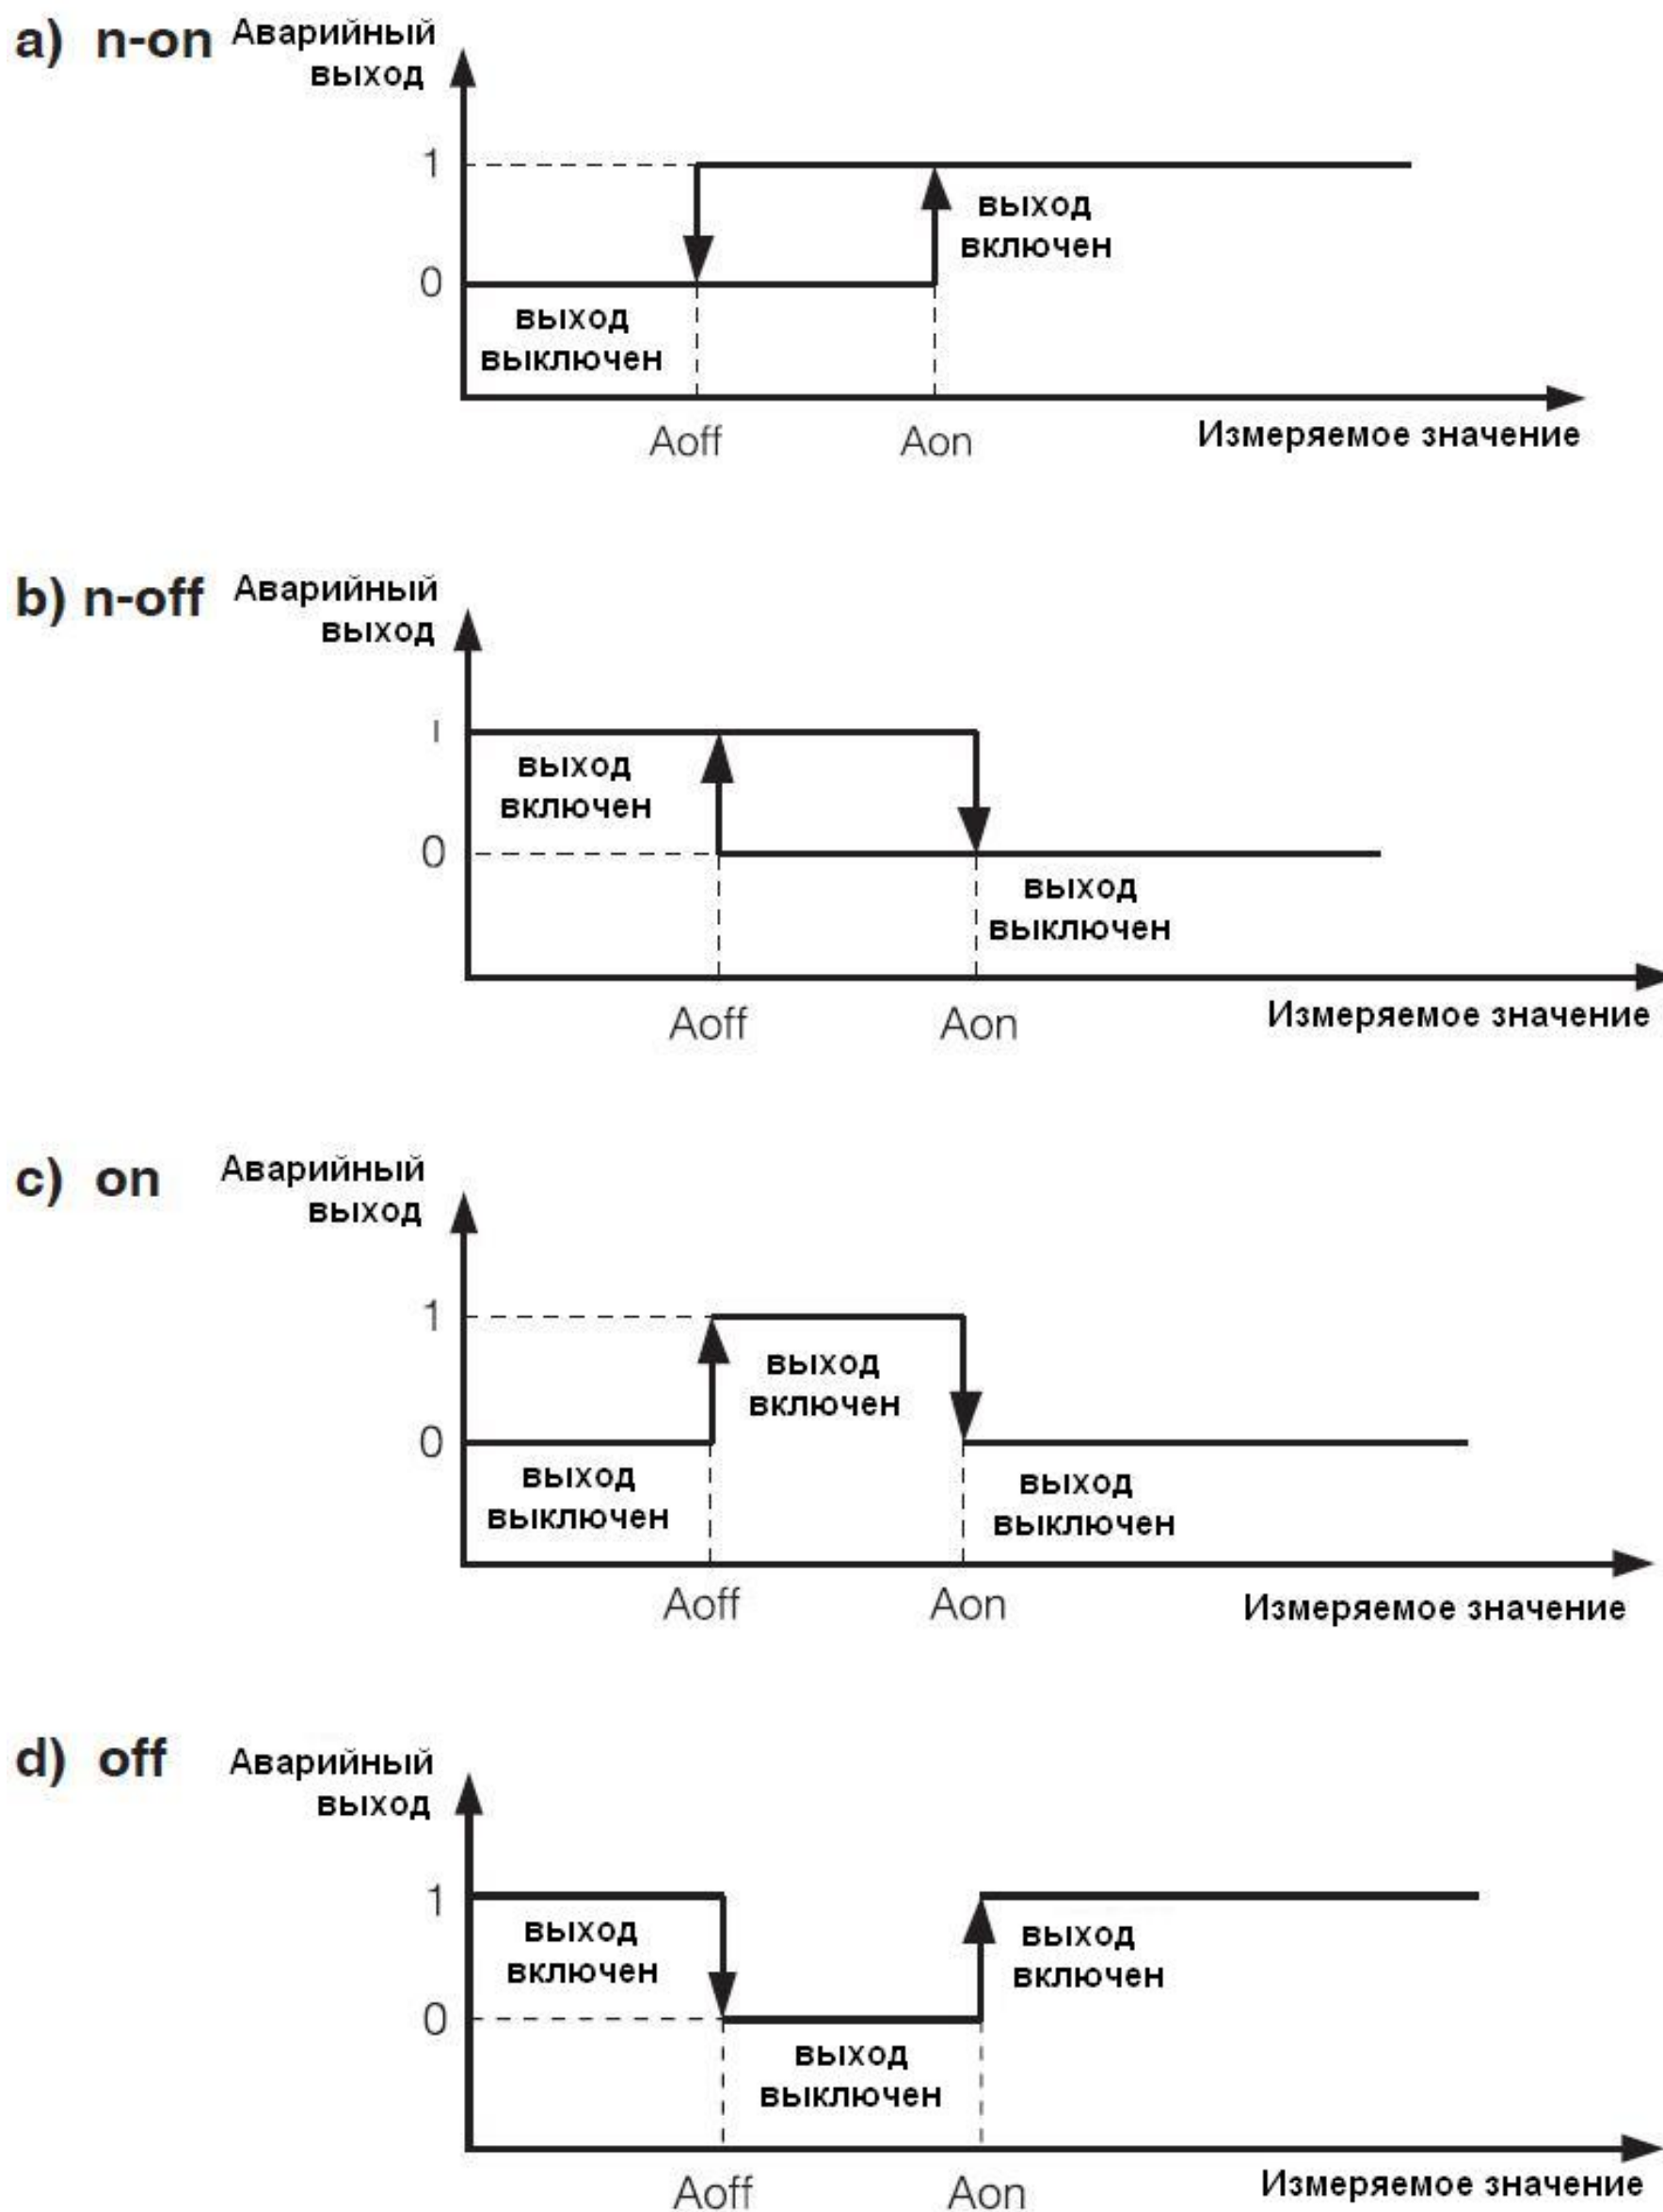 a) n-on
Аварийный
выход
1
выход
включен
0
выход
выключен
Aoff
Aon
Измеряемое значение
b) n-off
Аварийный
выход
I
выход
включен
0
выход
выключен
Aoff
Aon
Измеряемое значение
c) on
Аварийный
выход
1
выход
включен
0
выход
выключен
выход
выключен
Aoff
Aon
Измеряемое значение
d) off
Аварийный
выход
1
выход
включен
выход
включен
0
выход
выключен
Aoff
Aon
Измеряемое значение